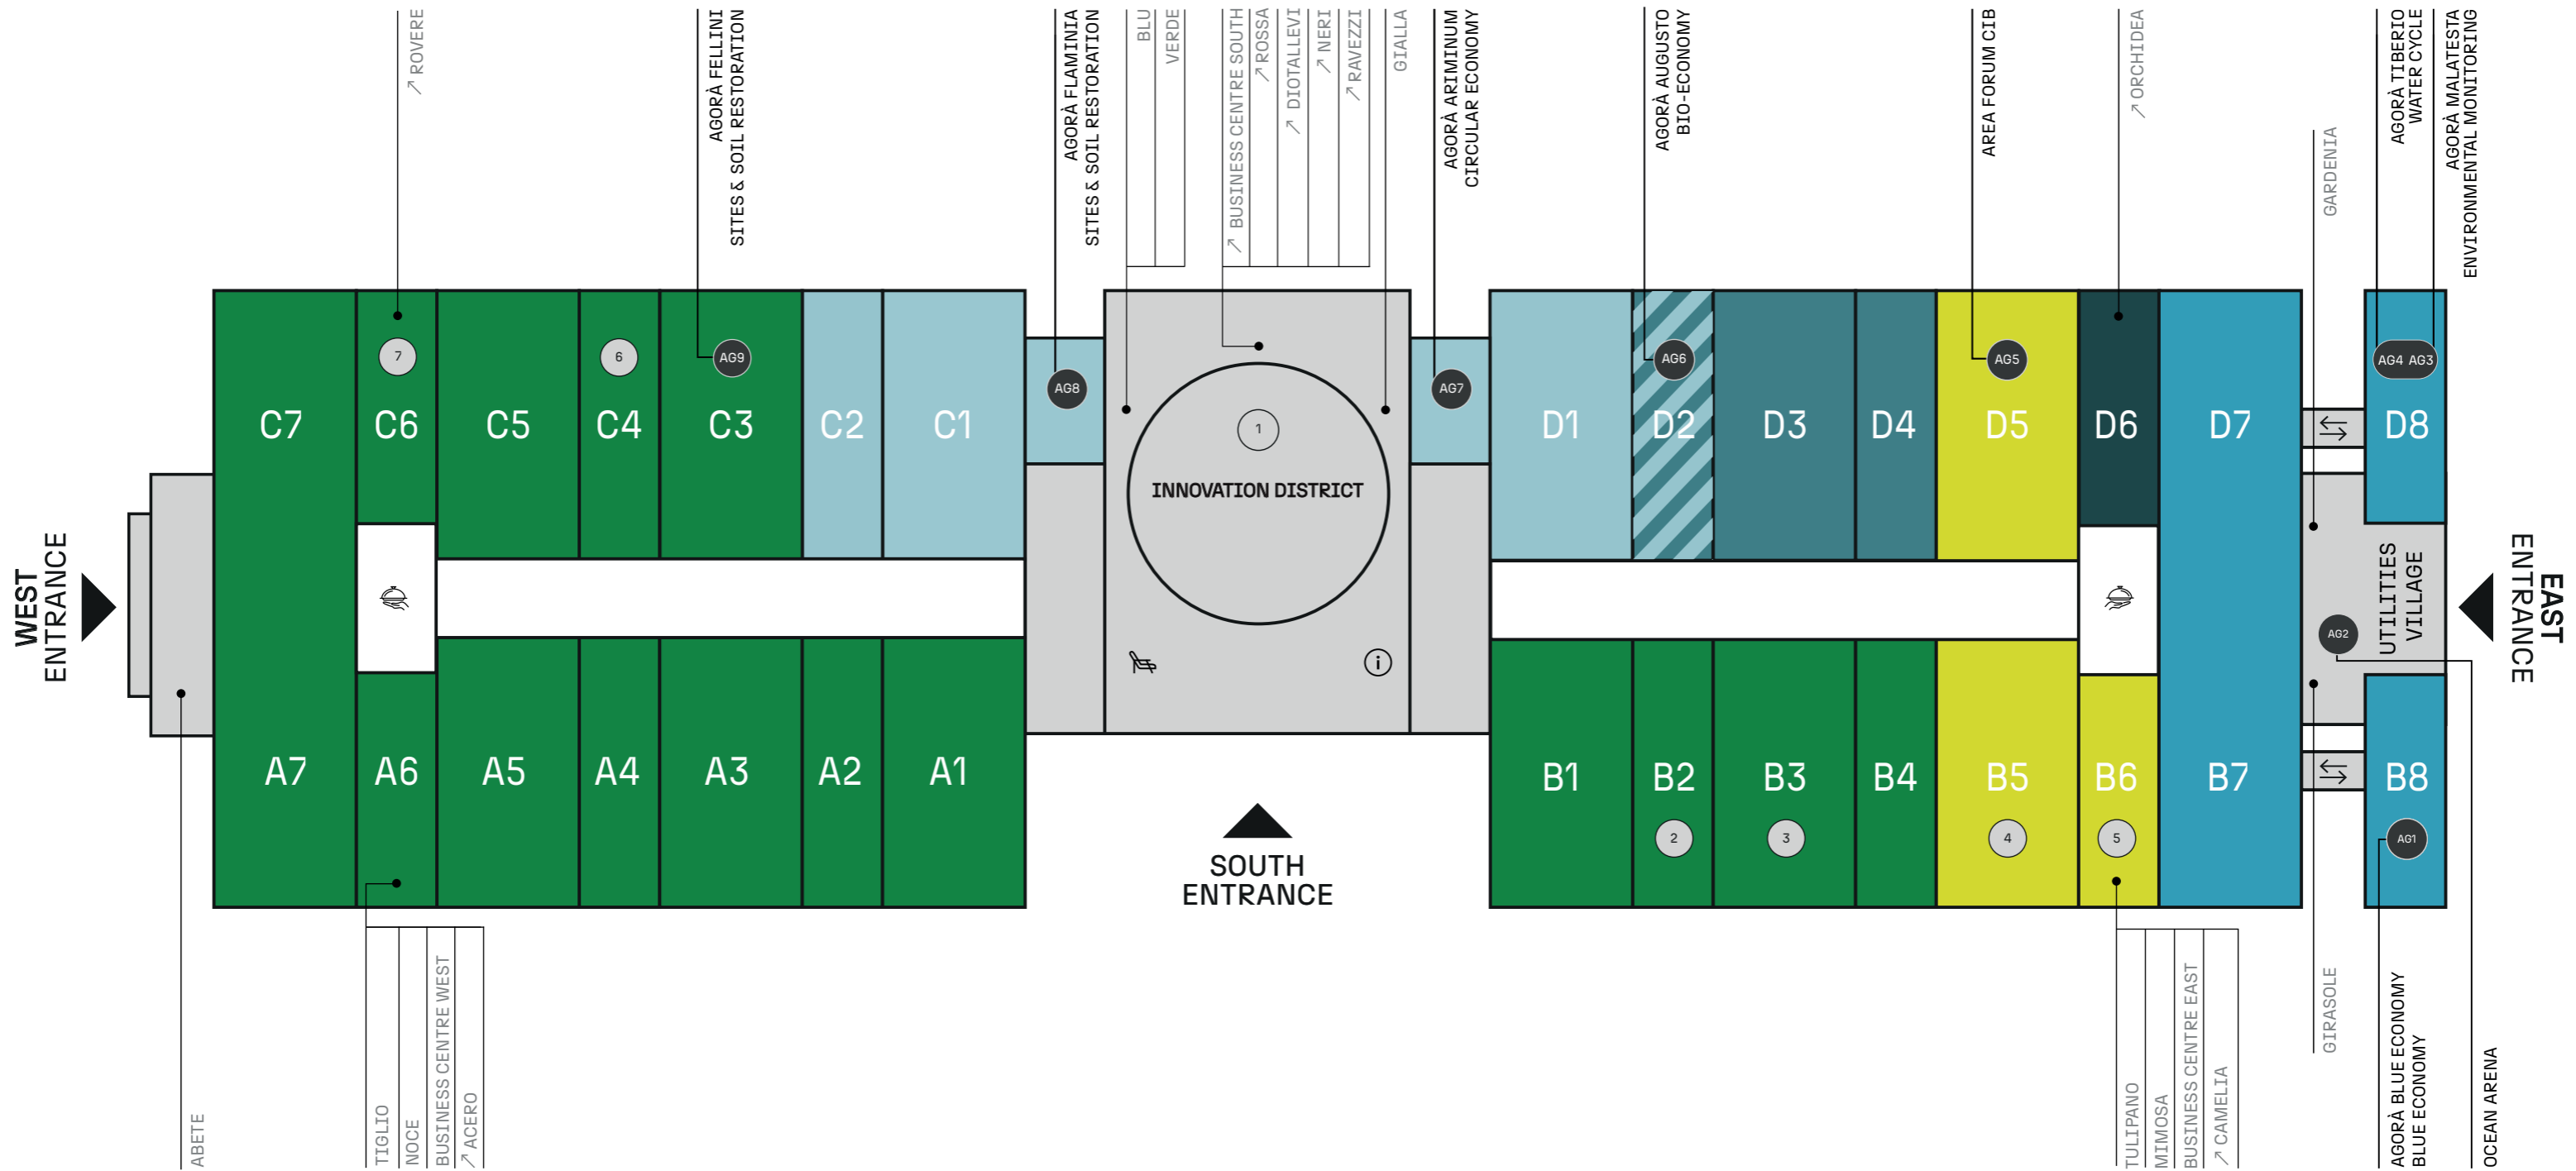 ↗ ROVERE
AGORÀ FELLINI
SITES & SOIL RESTORATION
AGORÀ FLAMINIA
SITES & SOIL RESTORATION
BLU
VERDE
↗ BUSINESS CENTRE SOUTH
↗ ROSSA
↗ DIOTALLEVI
↗ NERI
↗ RAVEZZI
GIALLA
AGORÀ ARIMINUM
CIRCULAR ECONOMY
AGORÀ AUGUSTO
BIO-ECONOMY
AREA FORUM CIB
↗ ORCHIDEA
GARDENIA
AGORÀ TIBERIO
WATER CYCLE
AGORÀ MALATESTA
ENVIRONMENTAL MONITORING
7
6
AG9
AG8
AG7
AG6
AG5
AG4 AG3
C7
C6
C5
C4
C3
C2
C1
1
INNOVATION DISTRICT
D1
D2
D3
D4
D5
D6
D7
D8
WEST
ENTRANCE
UTILITIES
VILLAGE
AG2
EAST
ENTRANCE
i
A7
A6
A5
A4
A3
A2
A1
B1
B2
B3
B4
B5
B6
B7
B8
2
3
4
5
AG1
SOUTH
ENTRANCE
ABETE
TIGLIO
NOCE
BUSINESS CENTRE WEST
↗ ACERO
TULIPANO
MIMOSA
BUSINESS CENTRE EAST
↗ CAMELIA
GIRASOLE
AGORÀ BLUE ECONOMY
BLUE ECONOMY
OCEAN ARENA